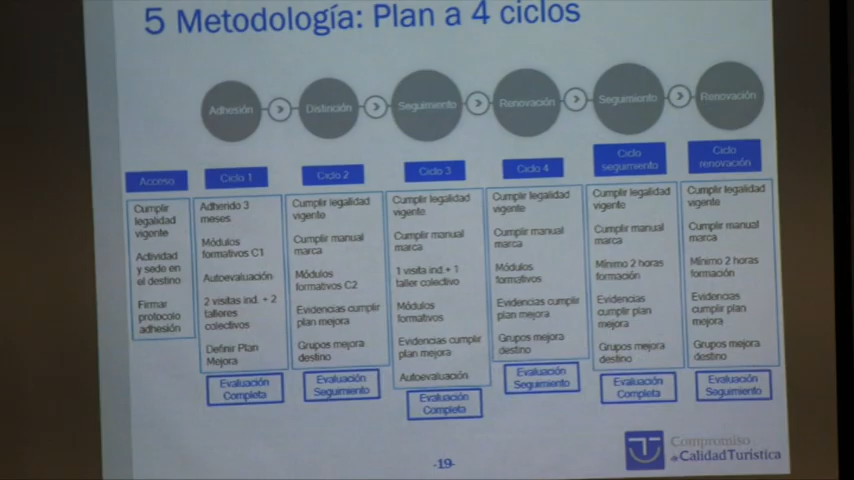 5 Metodología: Plan a 4 ciclos
Adhesión
Distinción
Seguimiento
Renovación
Seguimiento
Renovación
Acceso
Cumplir
legalidad
vigente
Actividad
y sede en
el destino
Firmar
protocolo
adhesión
Ciclo 1
Adherido 3
meses
Módulos
formativos C1
Autoevaluación
2 visitas ind. + 2
talleres
colectivos
Definir Plan
Mejora
Evaluación
Completa
Ciclo 2
Cumplir legalidad
vigente
Cumplir manual
marca
Módulos
formativos C2
Evidencias cumplir
plan mejora
Grupos mejora
destino
Evaluación
Seguimiento
Ciclo 3
Cumplir legalidad
vigente
Cumplir manual
marca
1 visita ind.+ 1
taller colectivo
Módulos
formativos
Evidencias cumplir
plan mejora
Autoevaluación
Evaluación
Completa
Ciclo 4
Cumplir legalidad
vigente
Cumplir manual
marca
Módulos
formativos
Evidencias cumplir
plan mejora
Grupos mejora
destino
Evaluación
Seguimiento
Ciclo
seguimiento
Cumplir legalidad
vigente
Cumplir manual
marca
Mínimo 2 horas
formación
Evidencias
cumplir plan
mejora
Grupos mejora
destino
Evaluación
Completa
Ciclo
renovación
Cumplir legalidad
vigente
Cumplir manual
marca
Mínimo 2 horas
formación
Evidencias
cumplir plan
mejora
Grupos mejora
destino
Evaluación
Seguimiento
-19-
Compromiso
de Calidad Turística